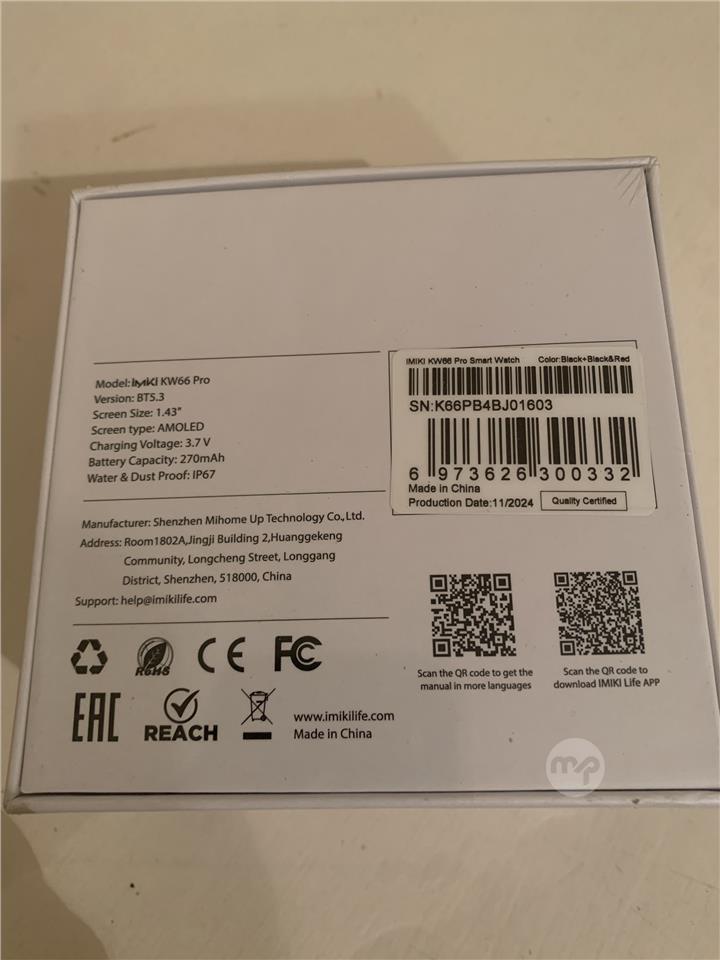 Model: IMIKI KW66 Pro
Version: BT5.3
Screen Size: 1.43"
Screen type: AMOLED
Charging Voltage: 3.7 V
Battery Capacity: 270mAh
Water & Dust Proof: IP67
IMIKI KW66 Pro Smart Watch Color:Black+Black&Red
SN:K66PB4BJ01603
6 973626 300332
Made in China
Production Date:11/2024 Quality Certified
Manufacturer: Shenzhen Mihome Up Technology Co.,Ltd.
Address: Room1802A,Jingji Building 2,Huanggekeng
Community, Longcheng Street, Longgang
District, Shenzhen, 518000, China
Support: help@imikilife.com
Scan the QR code to get the
manual in more languages
Scan the QR code to
download IMIKI Life APP
RoHS CE FC
EAC REACH
www.imikilife.com
Made in China
mp